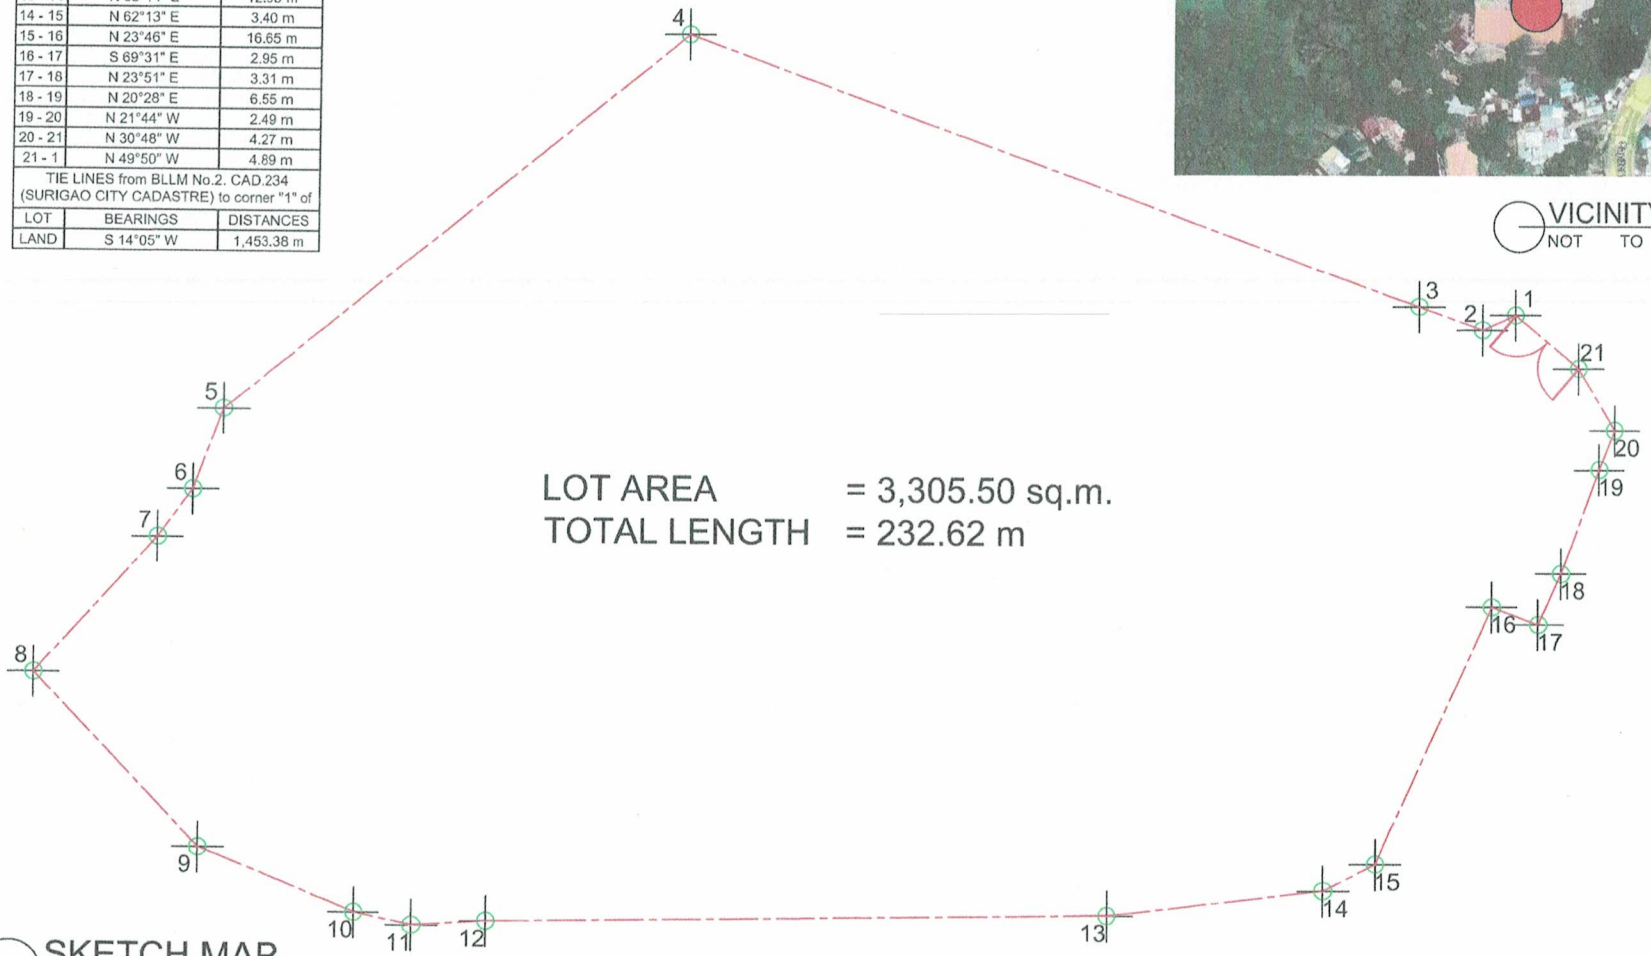 14 - 15 N 62°13" E 3.40 m
15 - 16 N 23°46" E 16.65 m
16 - 17 S 69°31" E 2.95 m
17 - 18 N 23°51" E 3.31 m
18 - 19 N 20°28" E 6.55 m
19 - 20 N 21°44" W 2.49 m
20 - 21 N 30°48" W 4.27 m
21 - 1 N 49°50" W 4.89 m
TIE LINES from BLLM No.2. CAD.234
(SURIGAO CITY CADASTRE) to corner "1" of
LOT BEARINGS DISTANCES
LAND S 14°05" W 1,453.38 m
4
VICINITY
NOT TO
3
1
2
21
5
20
6
19
LOT AREA = 3,305.50 sq.m.
7
TOTAL LENGTH = 232.62 m
18
16
17
8
9
15
14
10
11
12
13
SKETCH MAP